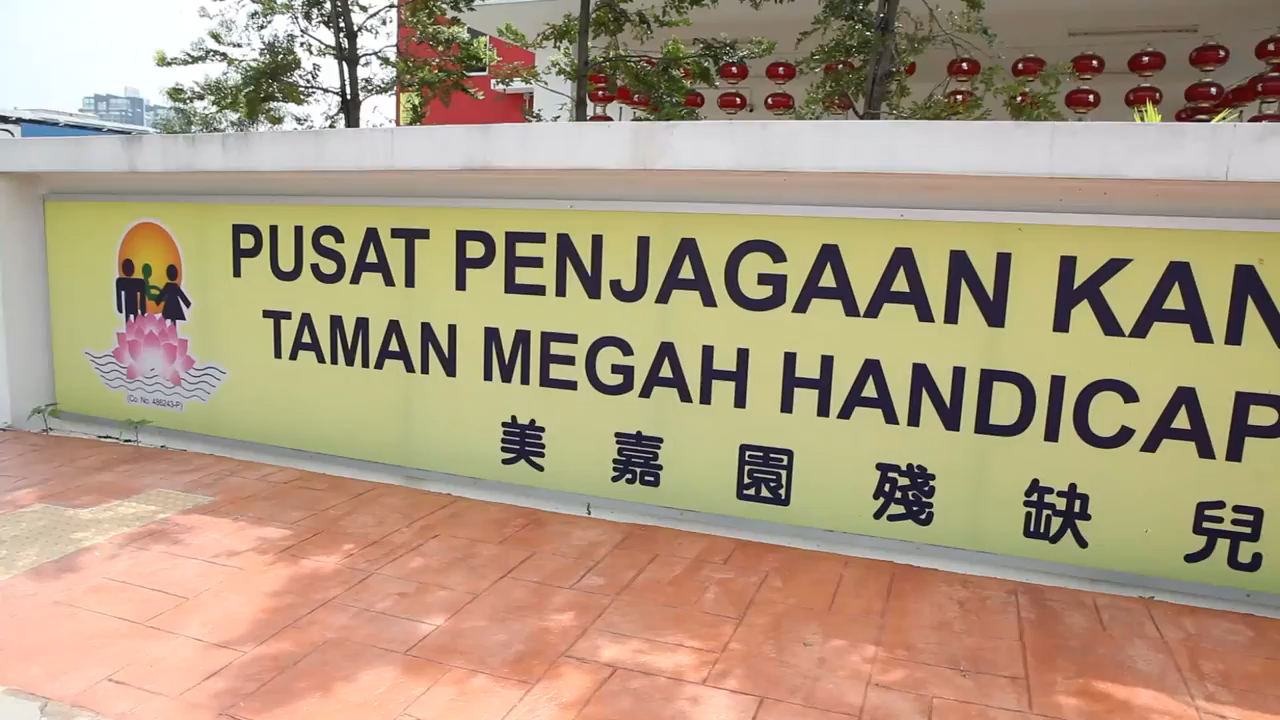 PUSAT PENJAGAAN KAN
TAMAN MEGAH HANDICAP
美嘉園殘缺兒
(Co. No. 486243-P)